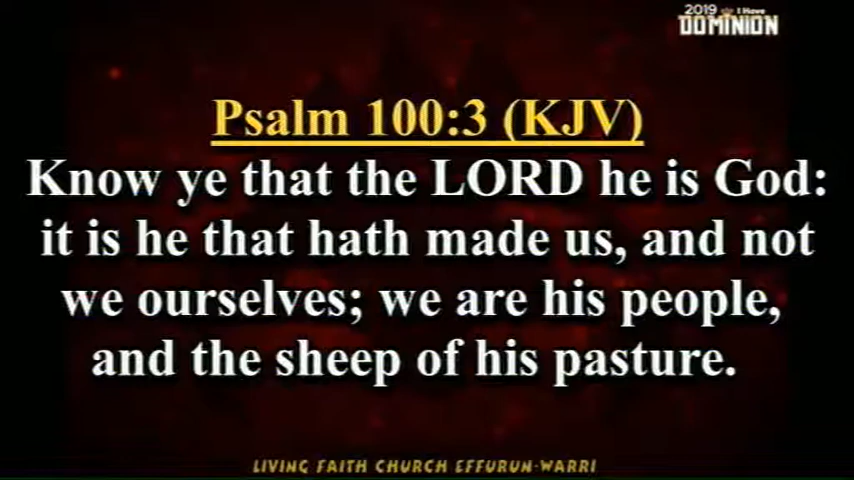 2019 I Have
DOMINION
Psalm 100:3 (KJV)
Know ye that the LORD he is God:
it is he that hath made us, and not
we ourselves; we are his people,
and the sheep of his pasture.
LIVING FAITH CHURCH EFFURUN-WARRI